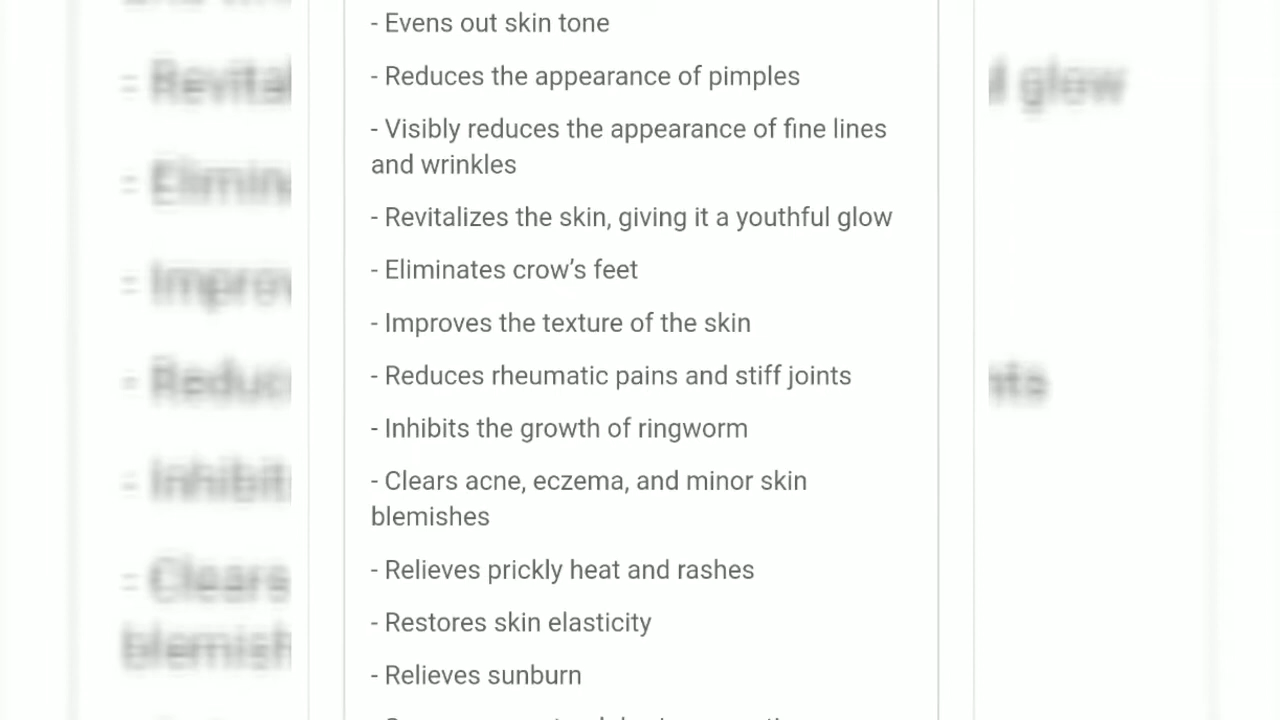 - Evens out skin tone
- Reduces the appearance of pimples
- Visibly reduces the appearance of fine lines
and wrinkles
- Revitalizes the skin, giving it a youthful glow
- Eliminates crow’s feet
- Improves the texture of the skin
- Reduces rheumatic pains and stiff joints
- Inhibits the growth of ringworm
- Clears acne, eczema, and minor skin
blemishes
- Relieves prickly heat and rashes
- Restores skin elasticity
- Relieves sunburn